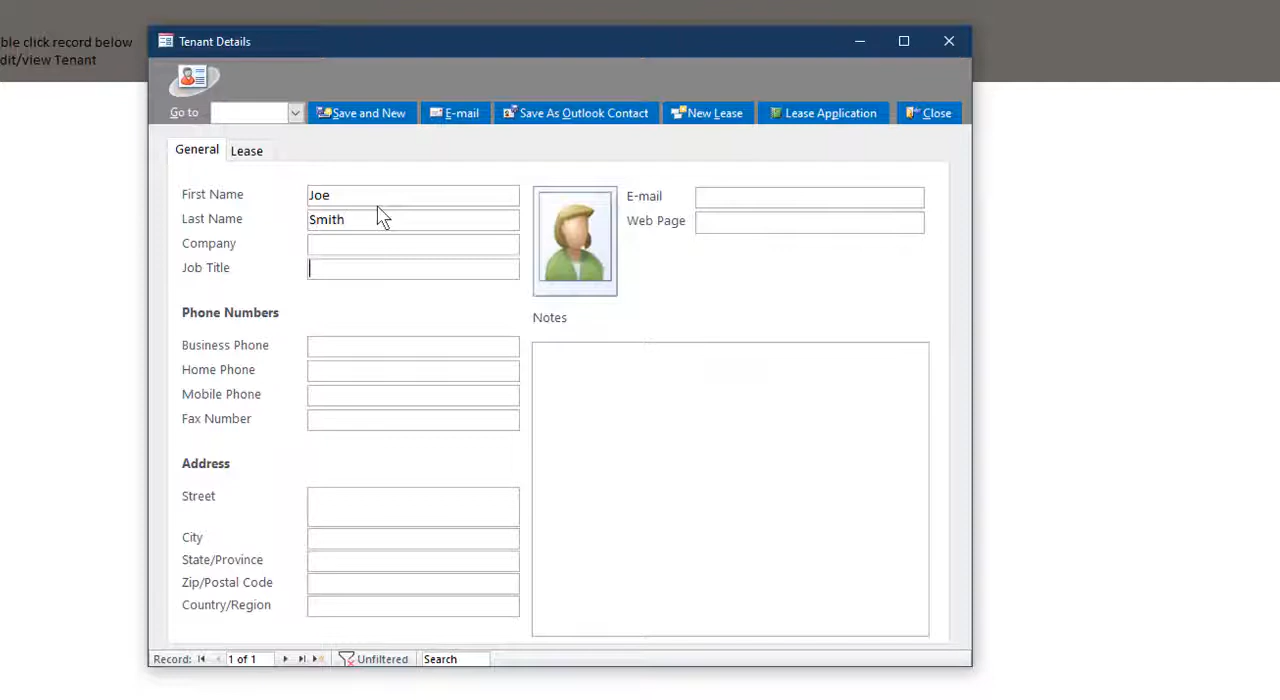 ble click record below
dit/view Tenant
Tenant Details
Go to Save and New E-mail Save As Outlook Contact New Lease Lease Application Close
General Lease
First Name Joe
Last Name Smith
Company
Job Title
E-mail
Web Page
Phone Numbers
Notes
Business Phone
Home Phone
Mobile Phone
Fax Number
Address
Street
City
State/Province
Zip/Postal Code
Country/Region
Record: 1 of 1 Unfiltered Search